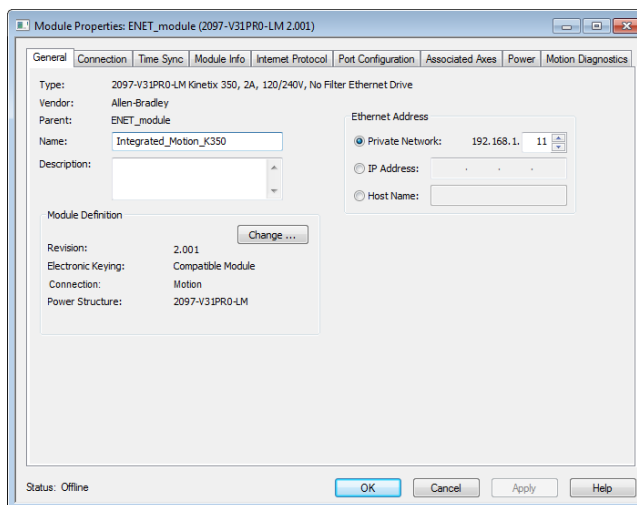 Module Properties: ENET_module (2097-V31PR0-LM 2.001)
General Connection Time Sync Module Info Internet Protocol Port Configuration Associated Axes Power Motion Diagnostics
Type: 2097-V31PR0-LM Kinetix 350, 2A, 120/240V, No Filter Ethernet Drive
Vendor: Allen-Bradley
Parent: ENET_module
Name: Integrated_Motion_K350
Description:
Ethernet Address
Private Network: 192.168.1. 11
IP Address: . . .
Host Name:
Module Definition
Change ...
Revision: 2.001
Electronic Keying: Compatible Module
Connection: Motion
Power Structure: 2097-V31PR0-LM
Status: Offline
OK Cancel Apply Help